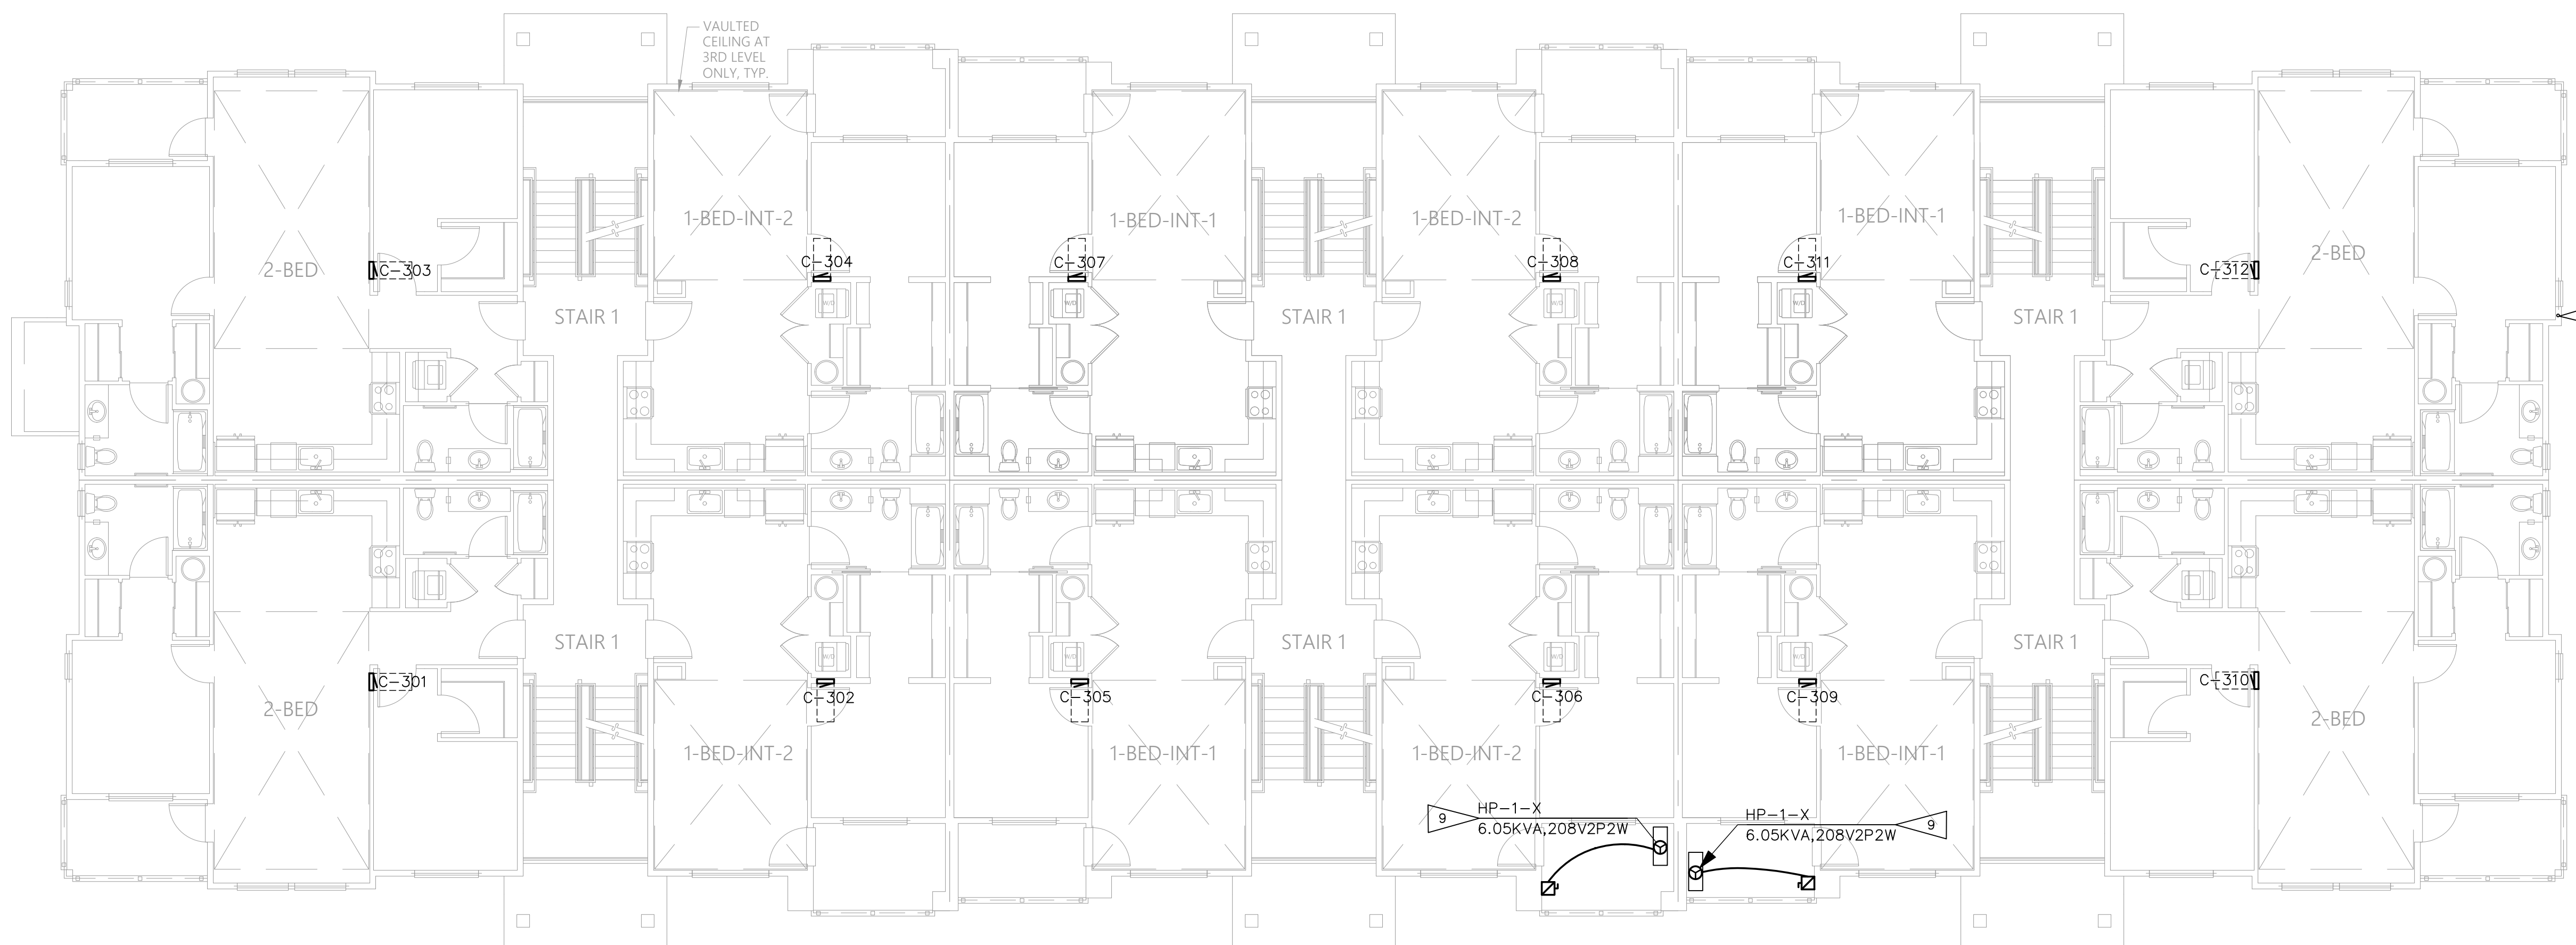 VAULTED
CEILING AT
3RD LEVEL
ONLY, TYP.
1-BED-INT-2
1-BED-INT-1
1-BED-INT-2
1-BED-INT-1
2-BED
2-BED
C-303
C-304
C-307
C-308
C-311
C-312
W/D
W/D
W/D
W/D
STAIR 1
STAIR 1
STAIR 1
STAIR 1
STAIR 1
STAIR 1
W/D
W/D
W/D
W/D
C-301
C-302
C-305
C-306
C-309
C-310
2-BED
2-BED
1-BED-INT-2
1-BED-INT-1
1-BED-INT-2
1-BED-INT-1
9
HP-1-X
6.05KVA,208V2P2W
HP-1-X
6.05KVA,208V2P2W
9